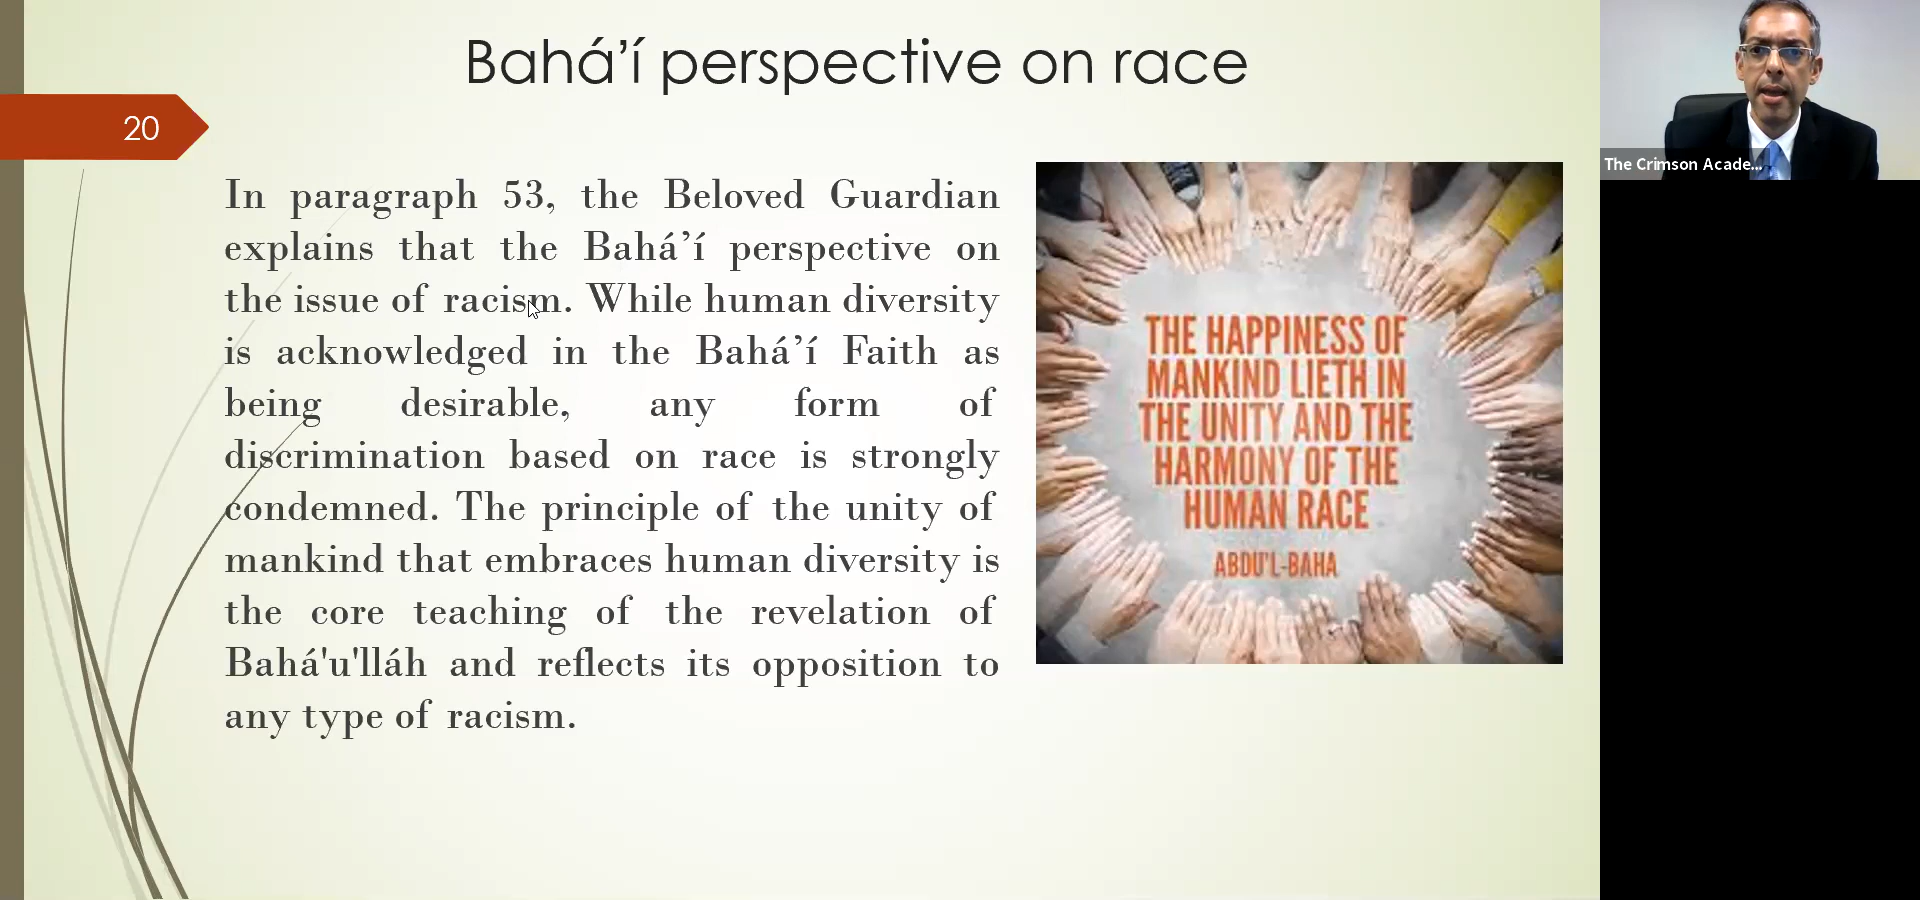 Bahá’í perspective on race
20
In paragraph 53, the Beloved Guardian
explains that the Bahá’í perspective on
the issue of racism. While human diversity
is acknowledged in the Bahá’í Faith as
being desirable, any form of
discrimination based on race is strongly
condemned. The principle of the unity of
mankind that embraces human diversity is
the core teaching of the revelation of
Bahá'u'lláh and reflects its opposition to
any type of racism.
THE HAPPINESS OF
MANKIND LIETH IN
THE UNITY AND THE
HARMONY OF THE
HUMAN RACE
ABDU'L-BAHA
The Crimson Acade...